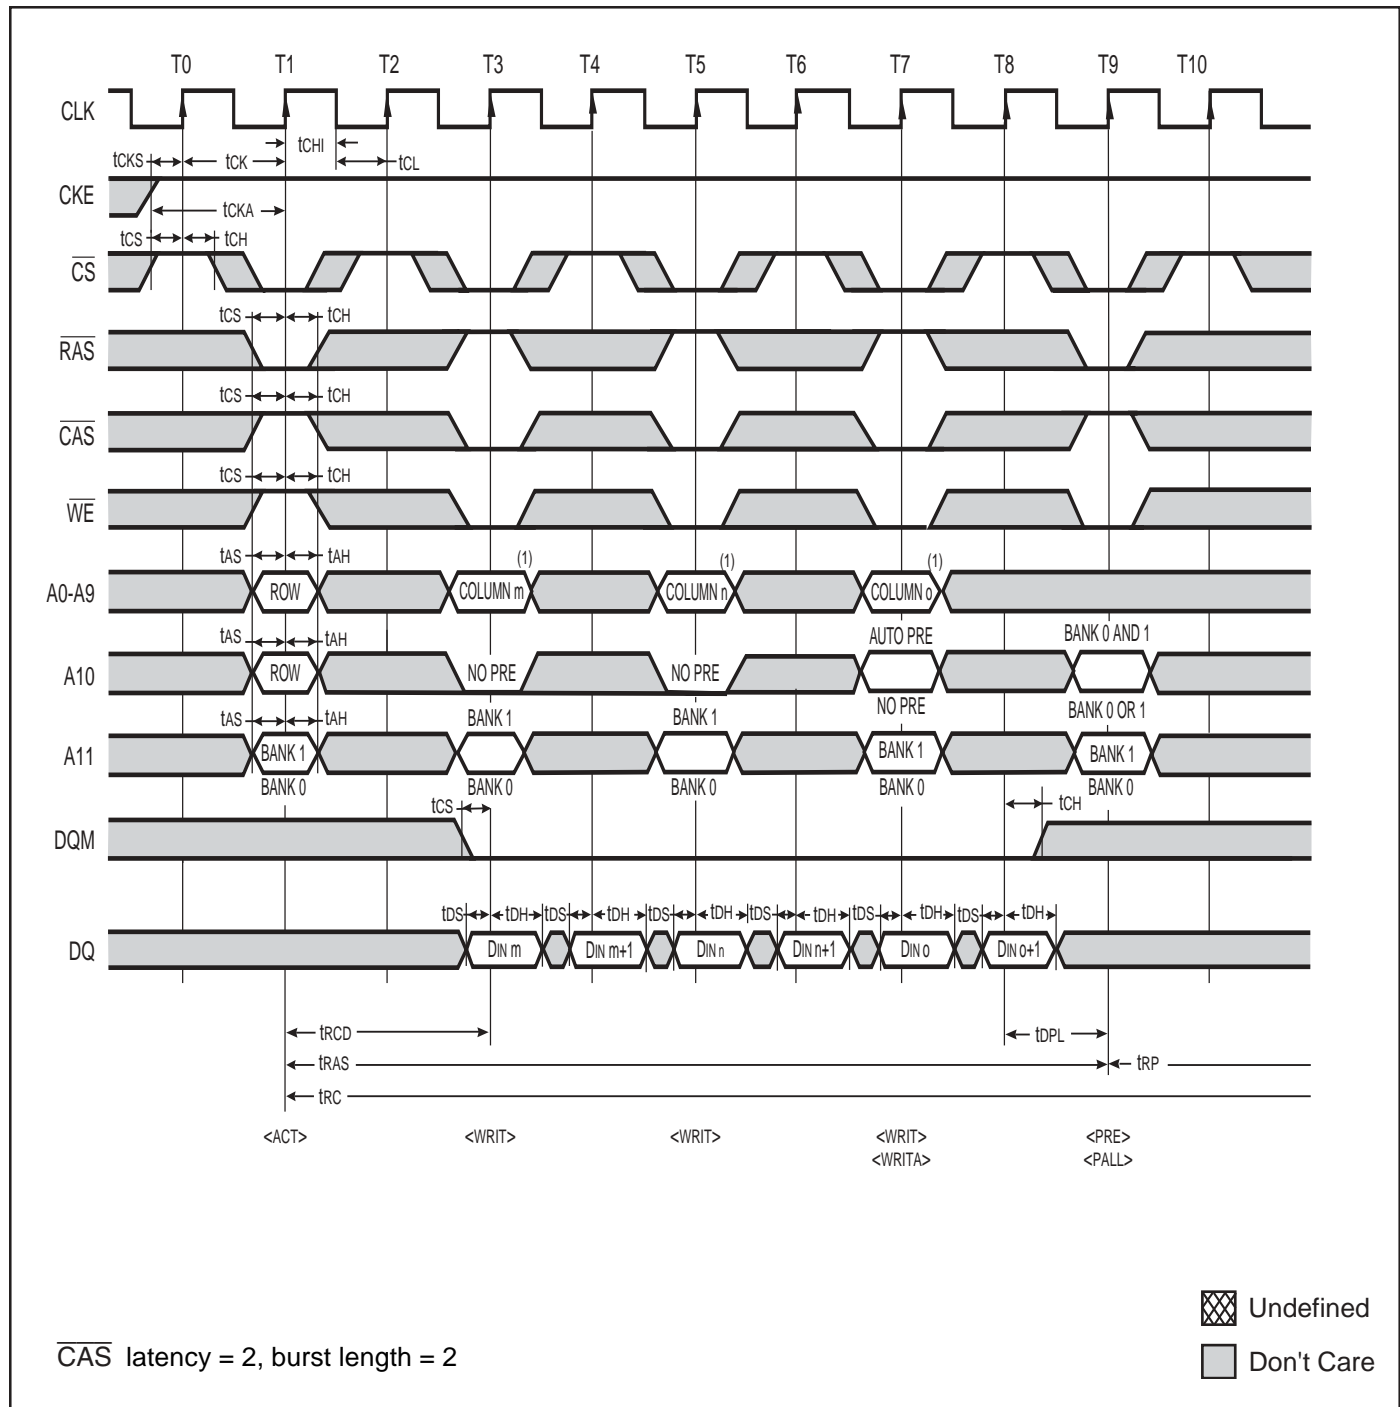 T0 T1 T2 T3 T4 T5 T6 T7 T8 T9 T10
CLK
tCHI
tCKS tCK tCL
CKE
tCKA
tCS tCH
CS
tCS tCH
RAS
tCS tCH
CAS
tCS tCH
WE
tAS tAH (1) (1) (1)
A0-A9 ROW COLUMN m COLUMN n COLUMN o
tAS tAH AUTO PRE BANK 0 AND 1
A10 ROW NO PRE NO PRE
NO PRE BANK 0 OR 1
tAS tAH BANK 1 BANK 1
A11 BANK 1 BANK 1 BANK 1
BANK 0 BANK 0 BANK 0 BANK 0 BANK 0
tCS tCH
DQM
tDS tDH tDS tDH tDS tDH tDS tDH tDS tDH tDS tDH
DQ DIN m DIN m+1 DIN n DIN n+1 DIN o DIN o+1
tRCD tDPL
tRAS tRP
tRC
<ACT> <WRIT> <WRIT> <WRIT> <PRE>
<WRITA> <PALL>
Undefined
CAS latency = 2, burst length = 2
Don't Care